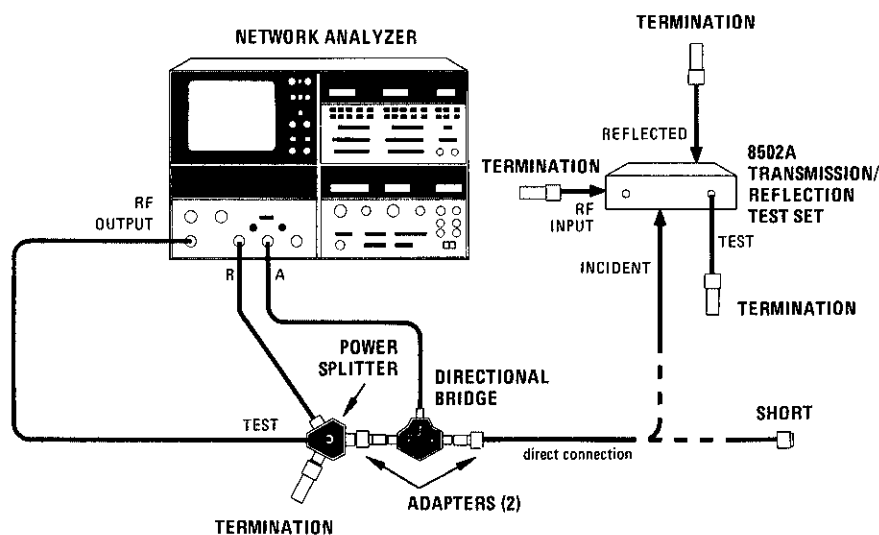 TERMINATION
NETWORK ANALYZER
REFLECTED
8502A
TRANSMISSION/
REFLECTION
TEST SET
TERMINATION
RF
INPUT
RF
OUTPUT
TEST
INCIDENT
R
A
TERMINATION
POWER
SPLITTER
DIRECTIONAL
BRIDGE
TEST
SHORT
direct connection
ADAPTERS (2)
TERMINATION